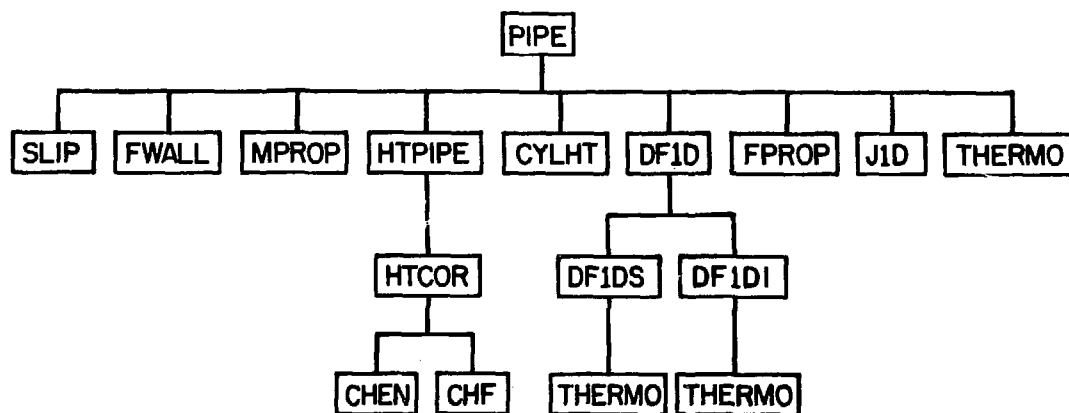 PIPE
SLIP FWALL MPROP HTPIPE CYLHT DF1D FPROP J1D THERMO
HTCOR DF1DS DF1DI
CHEN CHF THERMO THERMO